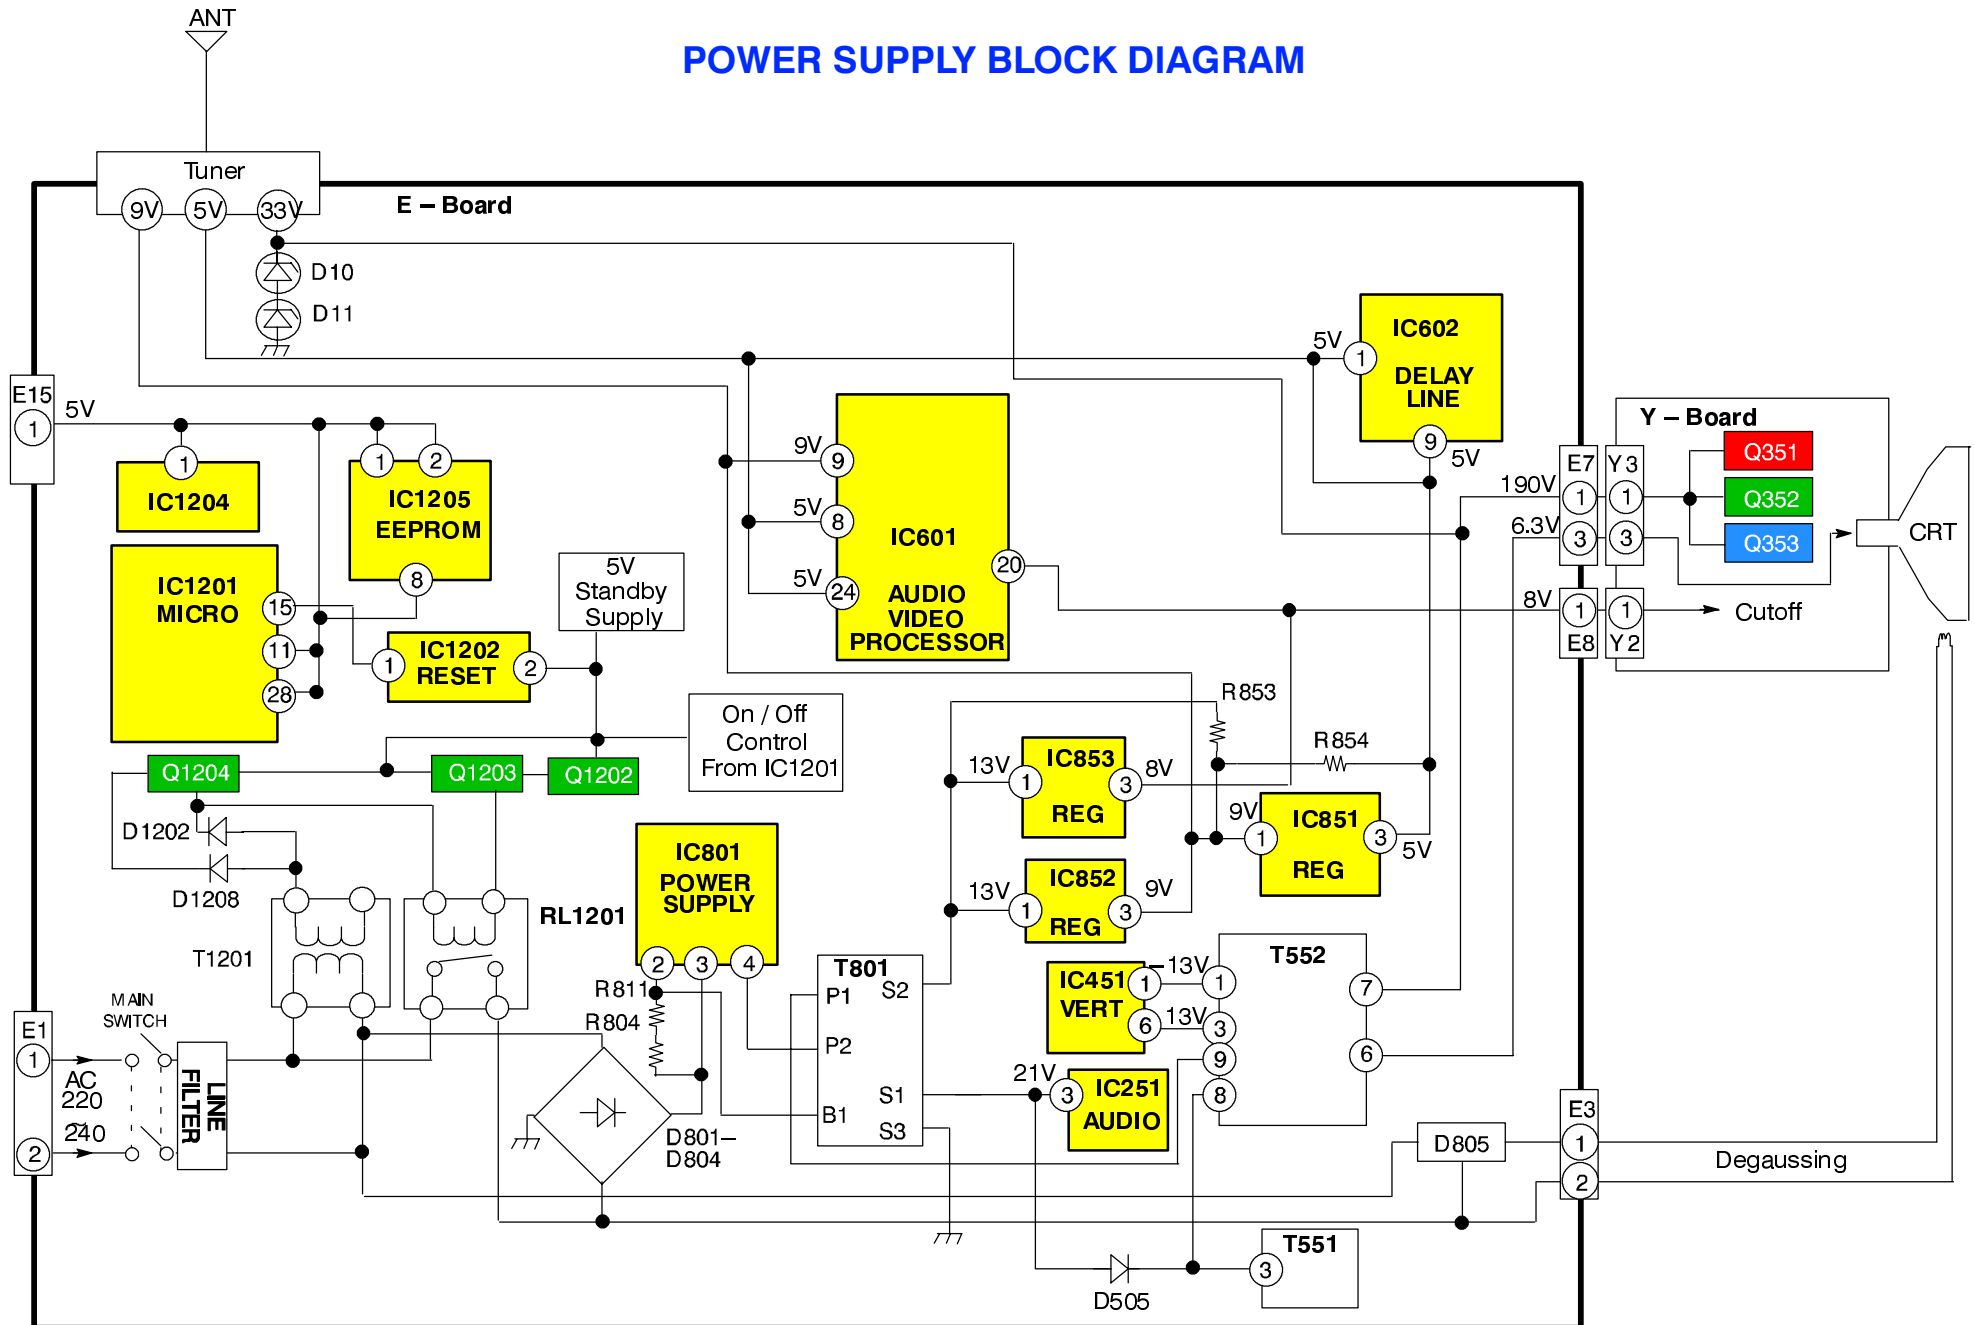 ANT
POWER SUPPLY BLOCK DIAGRAM
Tuner
9V 5V 33V
E – Board
D10
D11
E15
1
5V
1
IC1204
1 2
IC1205
EEPROM
8
IC1201
MICRO
15
11
28
1
IC1202
RESET
2
5V
Standby
Supply
On / Off
Control
From IC1201
Q1204
Q1203
Q1202
D1202
D1208
T1201
RL1201
MAIN
SWITCH
E1
1
AC
220
~
240
2
LINE
FILTER
IC801
POWER
SUPPLY
2 3 4
R811
R804
D801–
D804
T801
P1
P2
B1
S2
S1
S3
9V
9
5V
8
5V
24
IC601
AUDIO
VIDEO
PROCESSOR
20
5V
1
IC602
DELAY
LINE
9
5V
R853
R854
13V
1
IC853
REG
3
8V
13V
1
IC852
REG
3
9V
9V
1
IC851
REG
3
5V
IC451
VERT
1
6
–13V
13V
21V
3
IC251
AUDIO
T552
1
3
9
8
7
6
D505
T551
3
190V
6.3V
8V
E7
1
3
1
E8
Y3
1
3
1
Y2
Y – Board
Q351
Q352
Q353
CRT
Cutoff
D805
E3
1
2
Degaussing